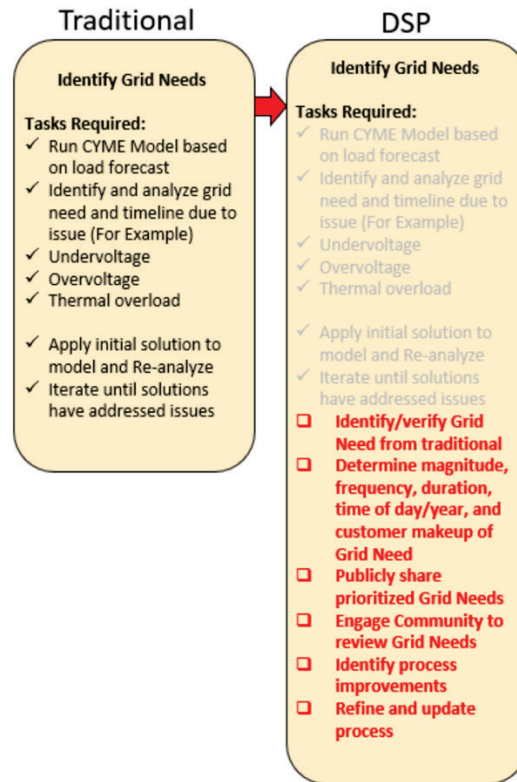 Traditional
Identify Grid Needs
Tasks Required:
✓ Run CYME Model based
on load forecast
✓ Identify and analyze grid
need and timeline due to
issue (For Example)
✓ Undervoltage
✓ Overvoltage
✓ Thermal overload
✓ Apply initial solution to
model and Re-analyze
✓ Iterate until solutions
have addressed issues
DSP
Identify Grid Needs
Tasks Required:
✓ Run CYME Model based
on load forecast
✓ Identify and analyze grid
need and timeline due to
issue (For Example)
✓ Undervoltage
✓ Overvoltage
✓ Thermal overload
✓ Apply initial solution to
model and Re-analyze
✓ Iterate until solutions
have addressed issues
❑ Identify/verify Grid
Need from traditional
❑ Determine magnitude,
frequency, duration,
time of day/year, and
customer makeup of
Grid Need
❑ Publicly share
prioritized Grid Needs
❑ Engage Community to
review Grid Needs
❑ Identify process
improvements
❑ Refine and update
process